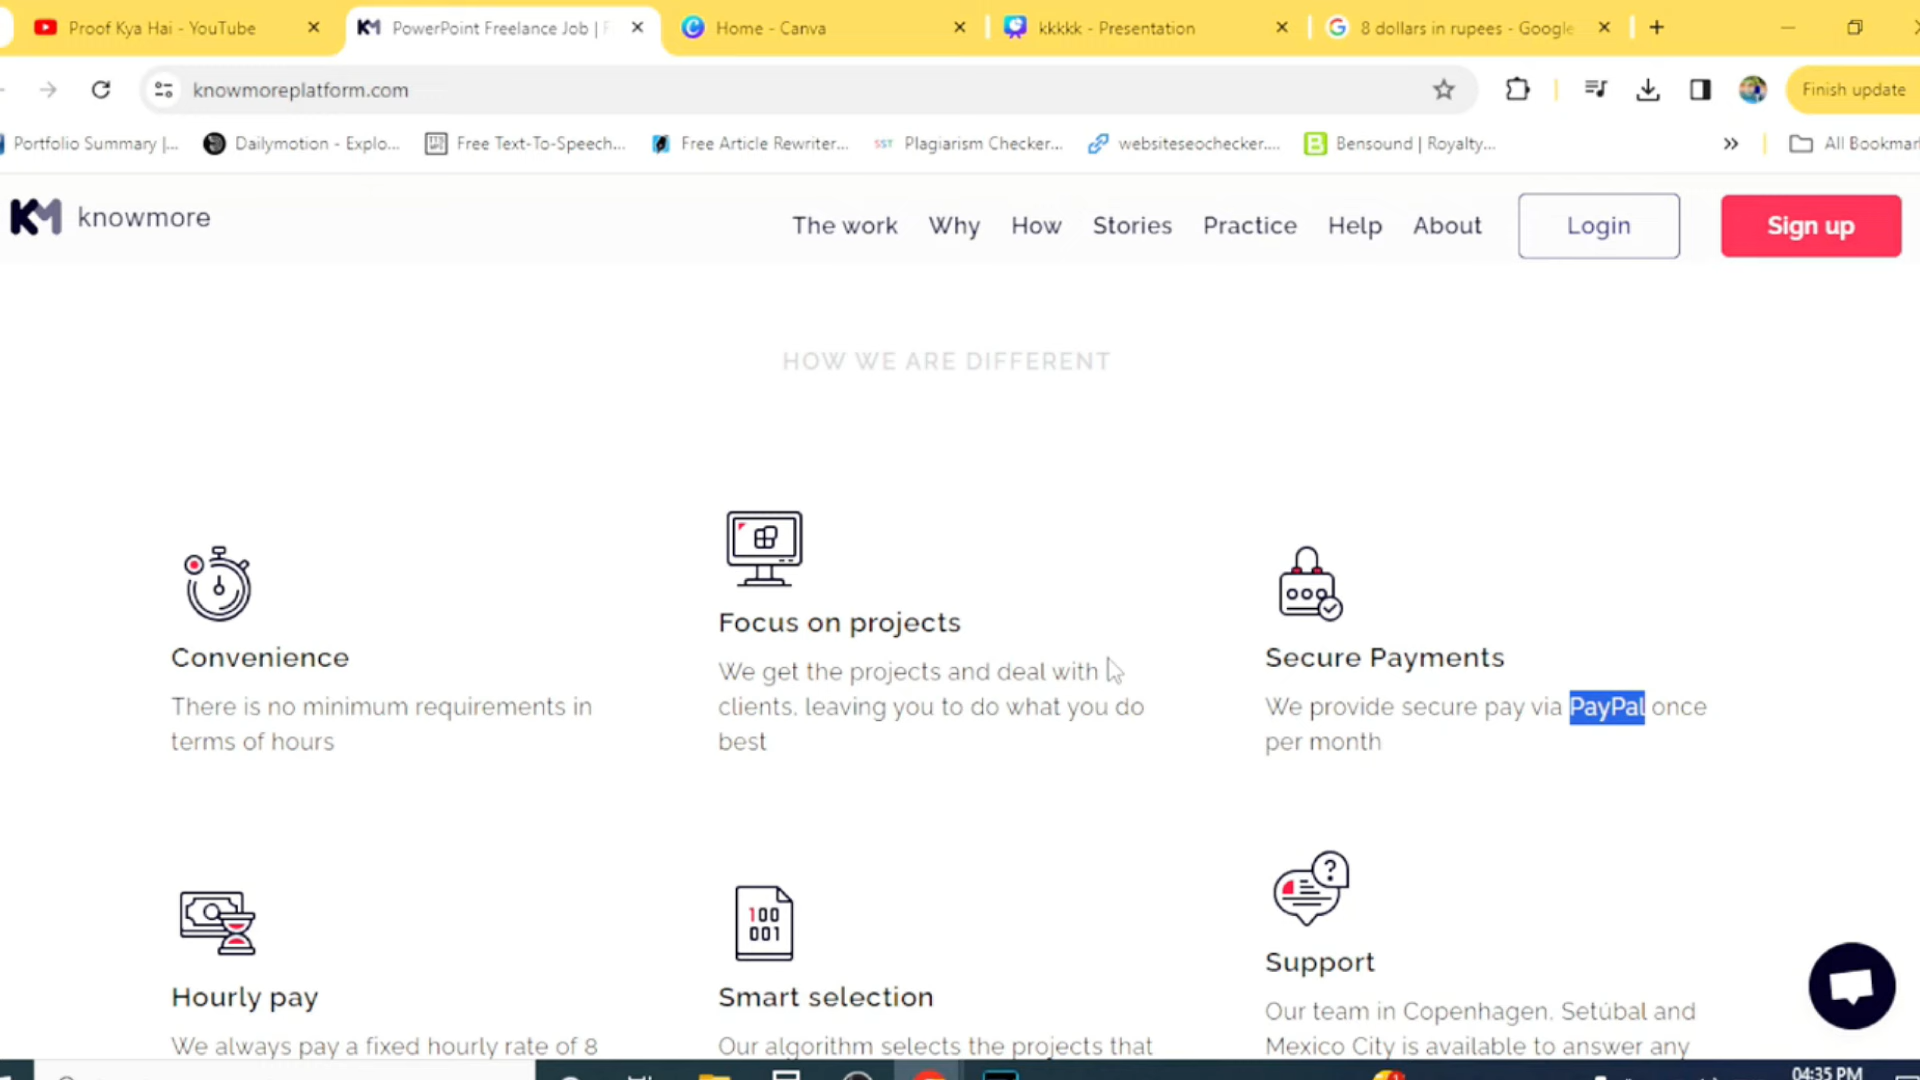 Proof Kya Hai - YouTube
PowerPoint Freelance Job | F
Home - Canva
kkkkk - Presentation
8 dollars in rupees - Google
knowmoreplatform.com
Finish update
Portfolio Summary |...
Dailymotion - Explo...
Free Text-To-Speech...
Free Article Rewriter...
SST
Plagiarism Checker...
websiteseochecker....
Bensound | Royalty...
All Bookmar
KM knowmore
The work
Why
How
Stories
Practice
Help
About
Login
Sign up
HOW WE ARE DIFFERENT
Convenience
There is no minimum requirements in
terms of hours
Focus on projects
We get the projects and deal with
clients, leaving you to do what you do
best
Secure Payments
We provide secure pay via PayPal once
per month
Hourly pay
We always pay a fixed hourly rate of 8
100
001
Smart selection
Our algorithm selects the projects that
?
Support
Our team in Copenhagen, Setúbal and
Mexico City is available to answer any
04:35 PM